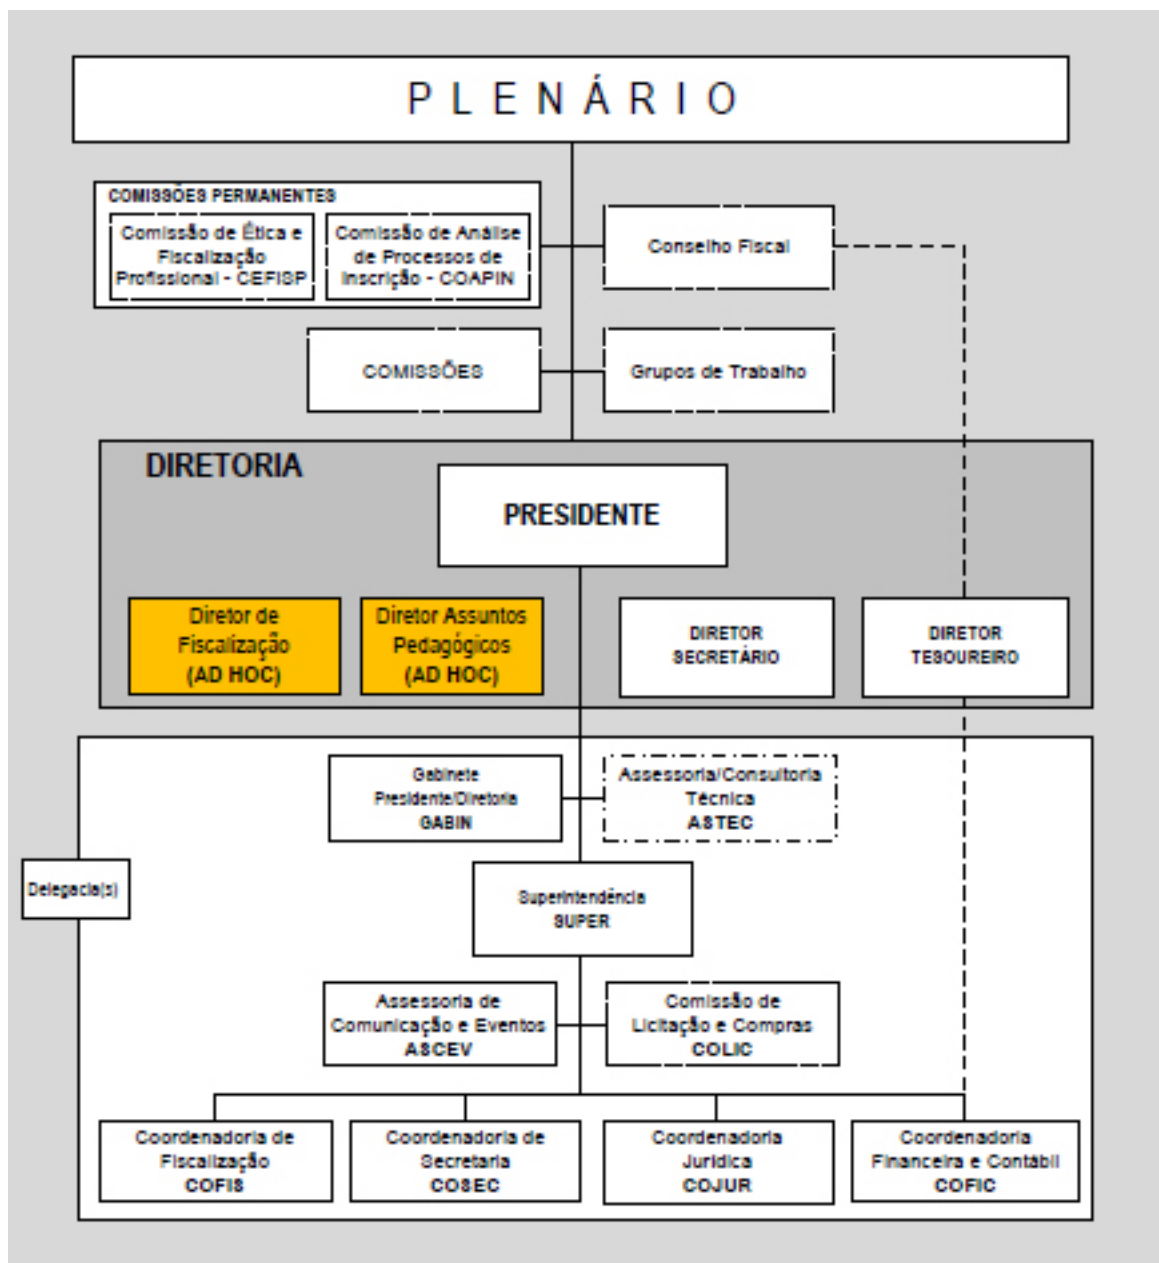 PLENÁRIO
COMISSÕES PERMANENTES
Comissão de Ética e
Fiscalização
Profissional - CEFISP
Comissão de Análise
de Processos de
Inscrição - COAPIN
Conselho Fiscal
COMISSÕES
Grupos de Trabalho
DIRETORIA
PRESIDENTE
Diretor de
Fiscalização
(AD HOC)
Diretor Assuntos
Pedagógicos
(AD HOC)
DIRETOR
SECRETÁRIO
DIRETOR
TESOUREIRO
Gabinete
Presidente/Diretoria
GABIN
Assessoria/Consultoria
Técnica
ASTEC
Delegacia(s)
Superintendência
SUPER
Assessoria de
Comunicação e Eventos
ASCEV
Comissão de
Licitação e Compras
COLIC
Coordenadoria de
Fiscalização
COFIS
Coordenadoria de
Secretaria
COSEC
Coordenadoria
Jurídica
COJUR
Coordenadoria
Financeira e Contábil
COFIC